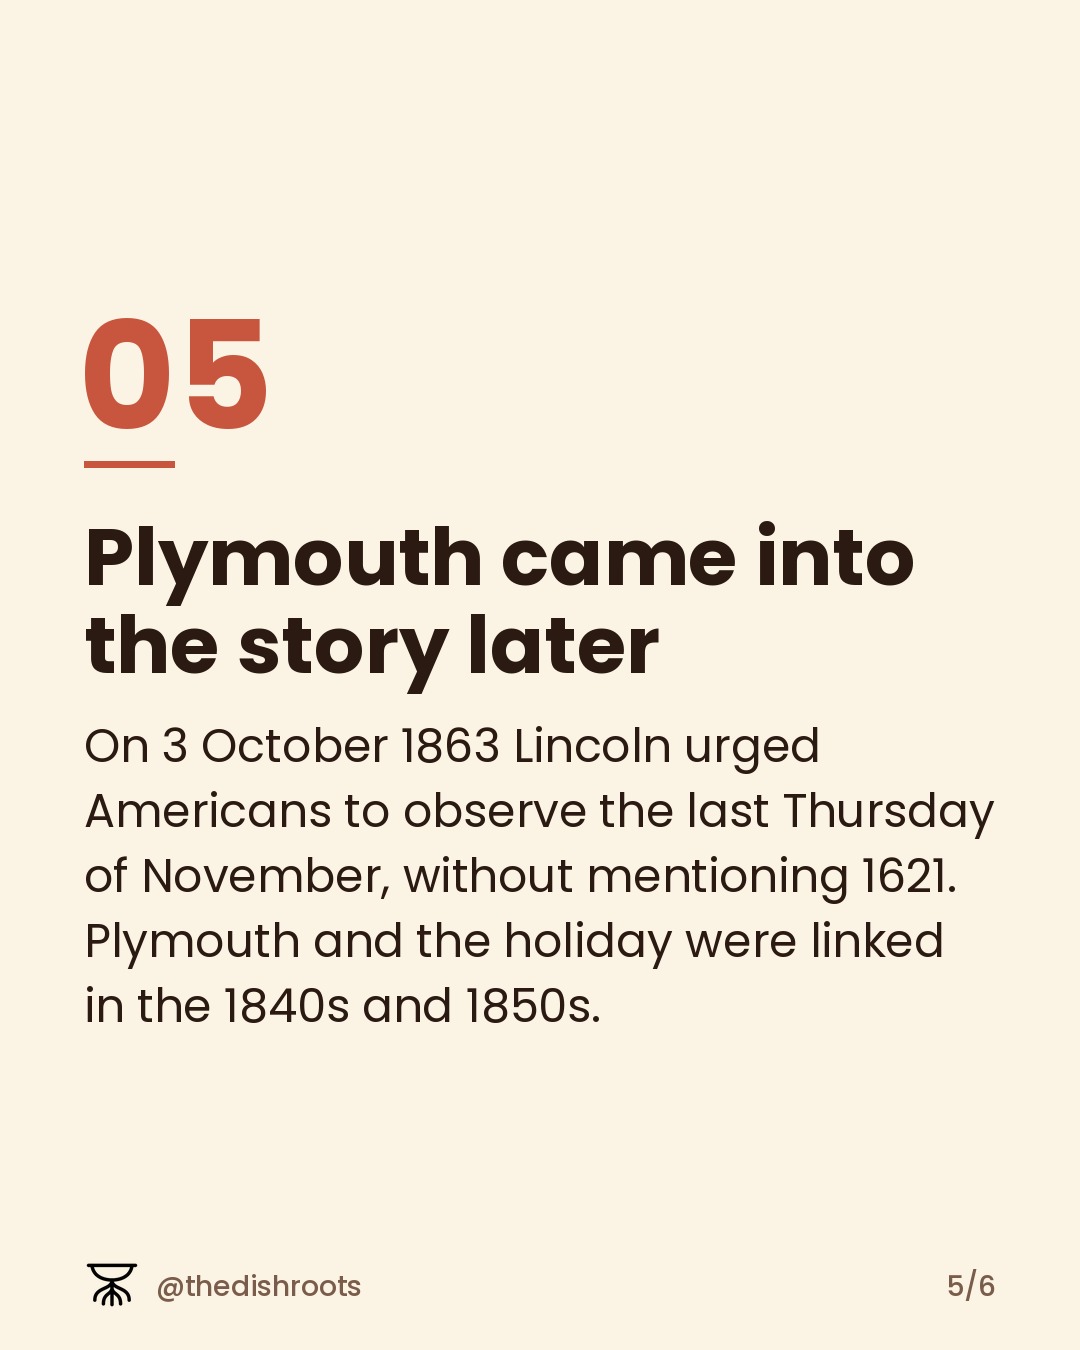 05
Plymouth came into
the story later
On 3 October 1863 Lincoln urged
Americans to observe the last Thursday
of November, without mentioning 1621.
Plymouth and the holiday were linked
in the 1840s and 1850s.
@thedishroots
5/6